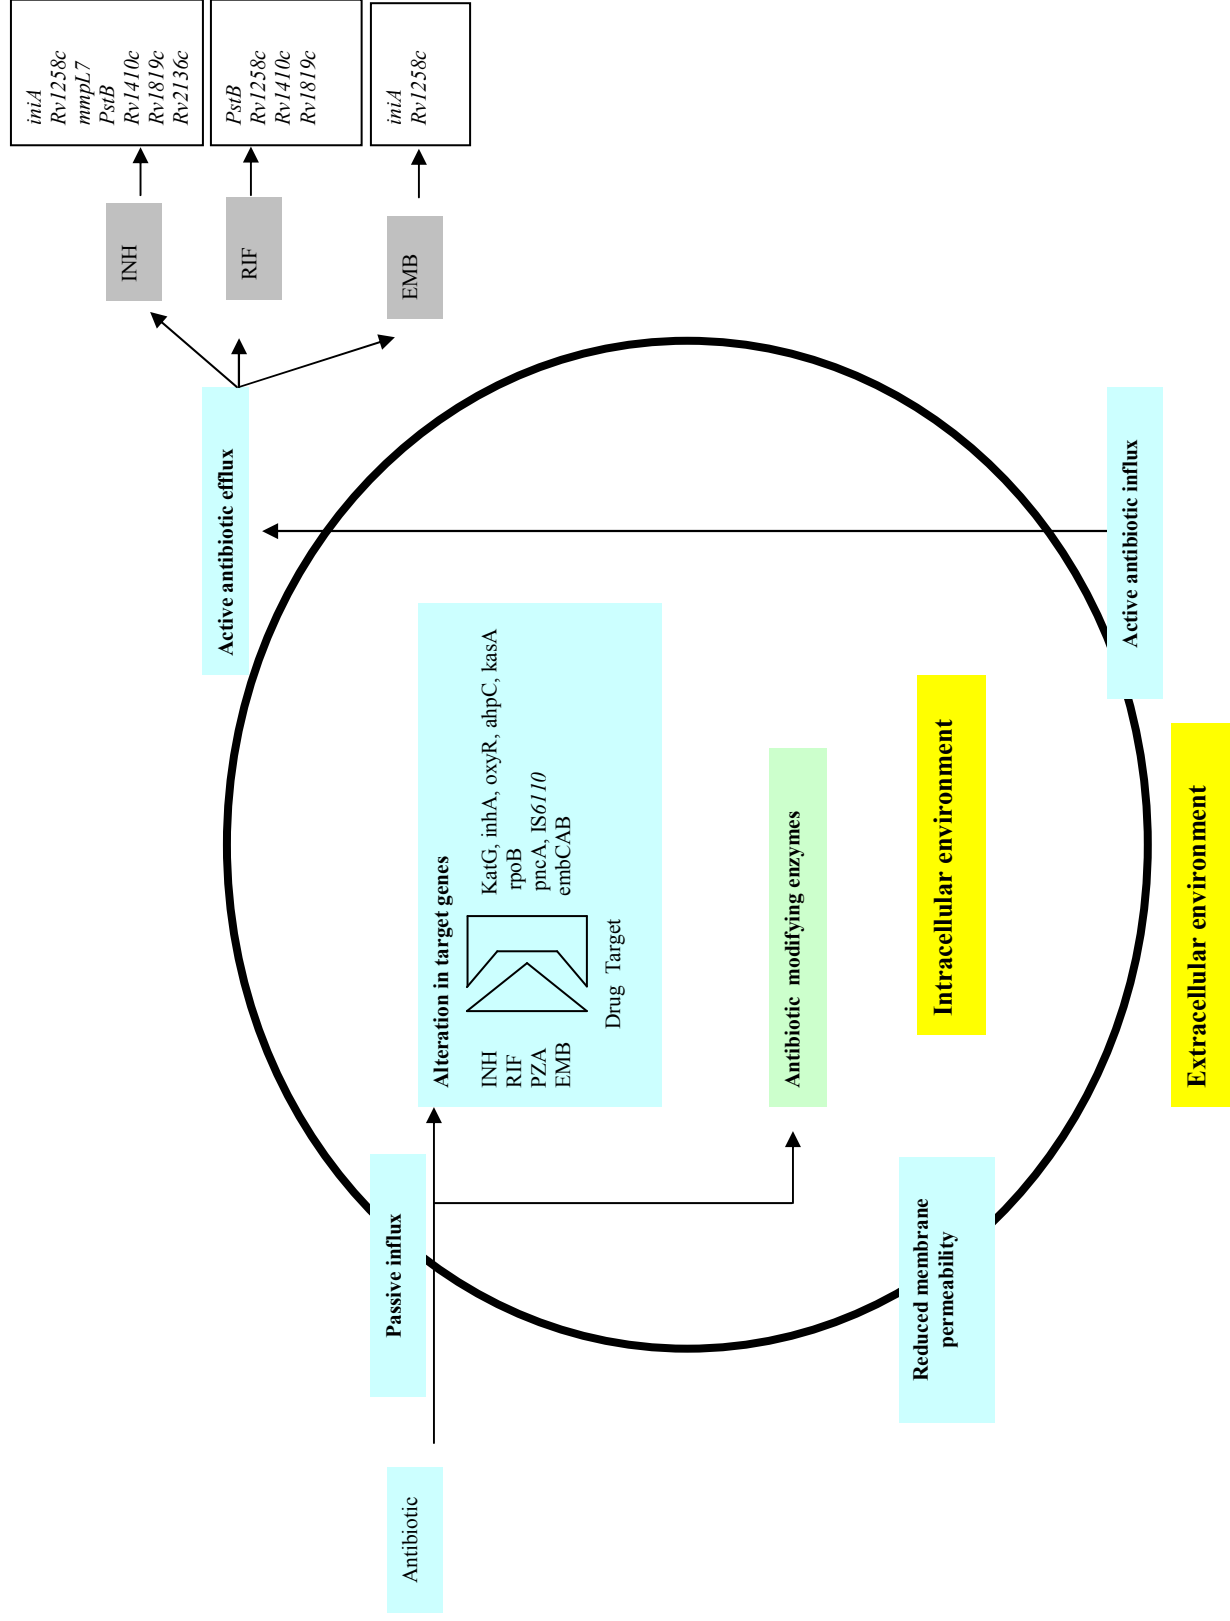 iniA
Rv1258c
mmpL7
PstB
Rv1410c
Rv1819c
Rv2136c
PstB
Rv1258c
Rv1410c
Rv1819c
iniA
Rv1258c
INH
RIF
EMB
Active antibiotic efflux
Passive influx
Antibiotic
Alteration in target genes
INH
RIF
PZA
EMB
KatG, inhA, oxyR, ahpC, kasA
rpoB
pncA, IS6110
embCAB
Drug Target
Antibiotic modifying enzymes
Intracellular environment
Reduced membrane
permeability
Active antibiotic influx
Extracellular environment